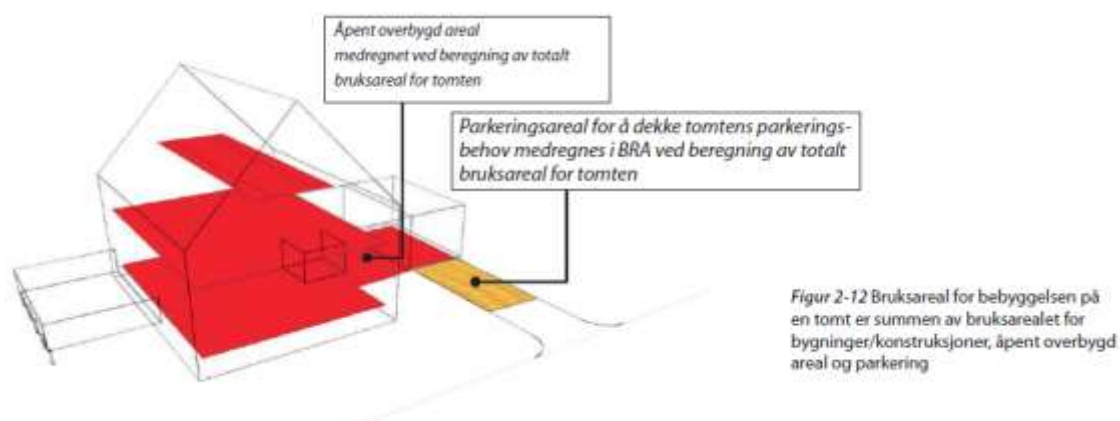 Åpent overbygd areal
medregnet ved beregning av totalt
bruksareal for tomten
Parkeringsareal for å dekke tomtens parkerings-
behov medregnes i BRA ved beregning av totalt
bruksareal for tomten
Figur 2-12 Bruksareal for bebyggelsen på
en tomt er summen av bruksarealet for
bygninger/konstruksjoner, åpent overbygd
areal og parkering